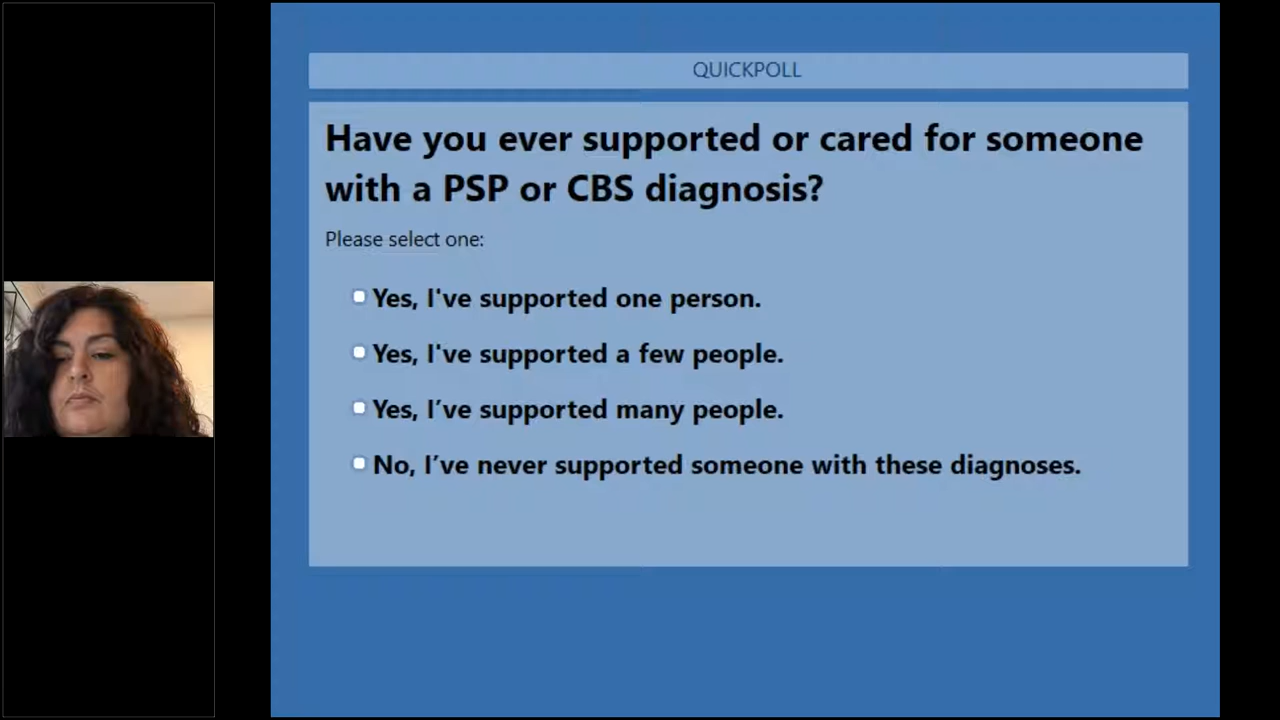 QUICKPOLL
Have you ever supported or cared for someone
with a PSP or CBS diagnosis?
Please select one:
Yes, I've supported one person.
Yes, I've supported a few people.
Yes, I’ve supported many people.
No, I’ve never supported someone with these diagnoses.